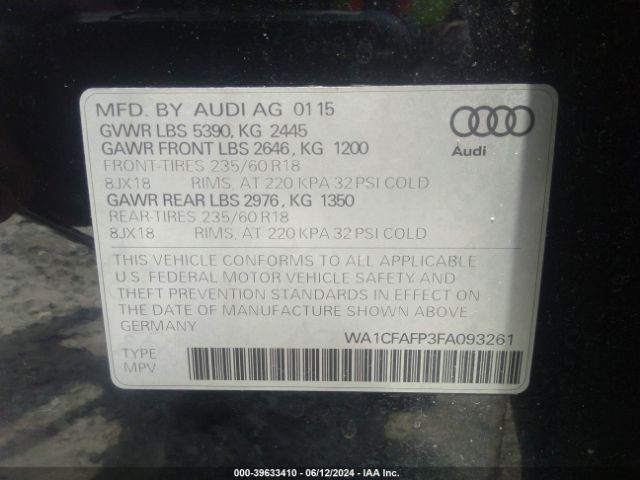 MFD. BY AUDI AG 01 15
GVWR LBS 5390, KG 2445
GAWR FRONT LBS 2646, KG 1200
FRONT-TIRES 235/60 R18
8JX18 RIMS, AT 220 KPA 32 PSI COLD
GAWR REAR LBS 2976, KG 1350
REAR-TIRES 235/60 R18
8JX18 RIMS, AT 220 KPA 32 PSI COLD
Audi
THIS VEHICLE CONFORMS TO ALL APPLICABLE
U.S. FEDERAL MOTOR VEHICLE SAFETY, AND
THEFT PREVENTION STANDARDS IN EFFECT ON
THE DATE OF MANUFACTURE SHOWN ABOVE.
GERMANY
WA1CFAFP3FA093261
TYPE
MPV
000-39633410 - 06/12/2024 - IAA Inc.